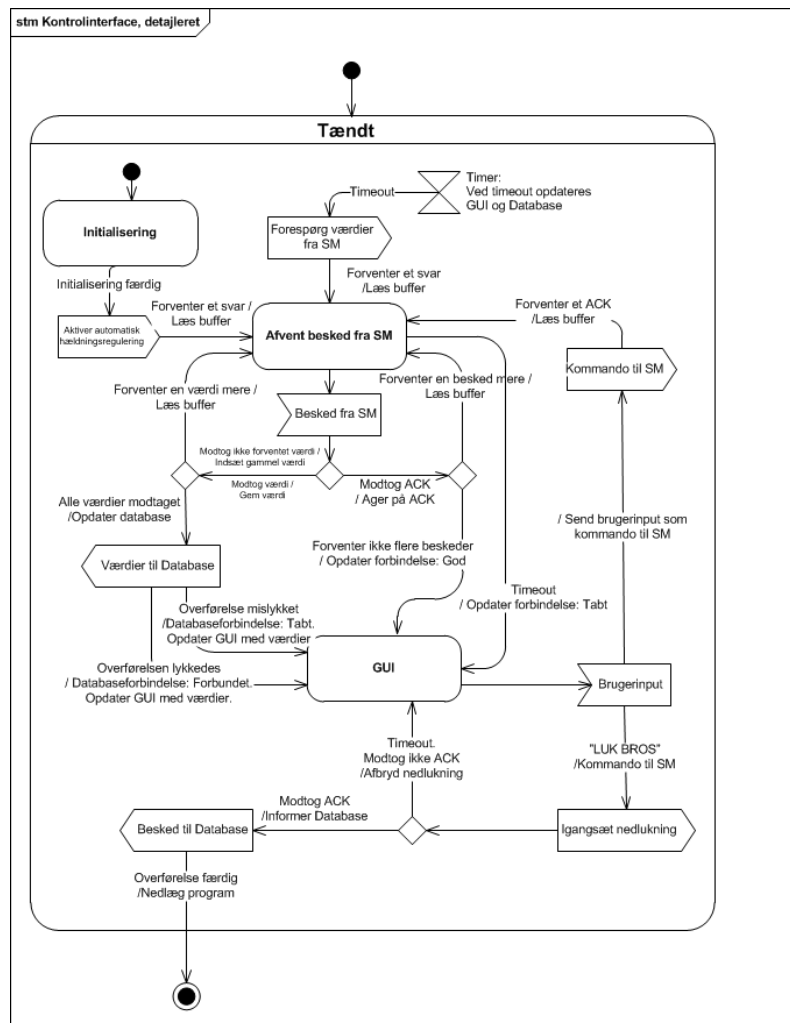 stm Kontrolinterface, detaljeret
Tændt
Timer:
Ved timeout opdateres
GUI og Database
Timeout
Initialisering
Forespørg værdier
fra SM
Initialisering færdig
Forventer et svar
/Læs buffer
Forventer et ACK
/Læs buffer
Forventer et svar /
Læs buffer
Aktiver automatisk
hældningsregulering
Afvent besked fra SM
Kommando til SM
Forventer en værdi mere /
Læs buffer
Forventer en besked mere /
Læs buffer
Besked fra SM
Modtog ikke forventet værdi /
Indsæt gammel værdi
Modtog værdi /
Gem værdi
Modtog ACK
/ Ager på ACK
Alle værdier modtaget
/Opdater database
/ Send brugerinput som
kommando til SM
Forventer ikke flere beskeder
/ Opdater forbindelse: God
Værdier til Database
Timeout
/ Opdater forbindelse: Tabt
Overførelse mislykket
/Databaseforbindelse: Tabt.
Opdater GUI med værdier
GUI
Overførelsen lykkedes
/ Databaseforbindelse: Forbundet.
Opdater GUI med værdier.
Brugerinput
Timeout.
Modtog ikke ACK
/Afbryd nedlukning
"LUK BROS"
/Kommando til SM
Modtog ACK
/Informer Database
Besked til Database
Igangsæt nedlukning
Overførelse færdig
/Nedlæg program